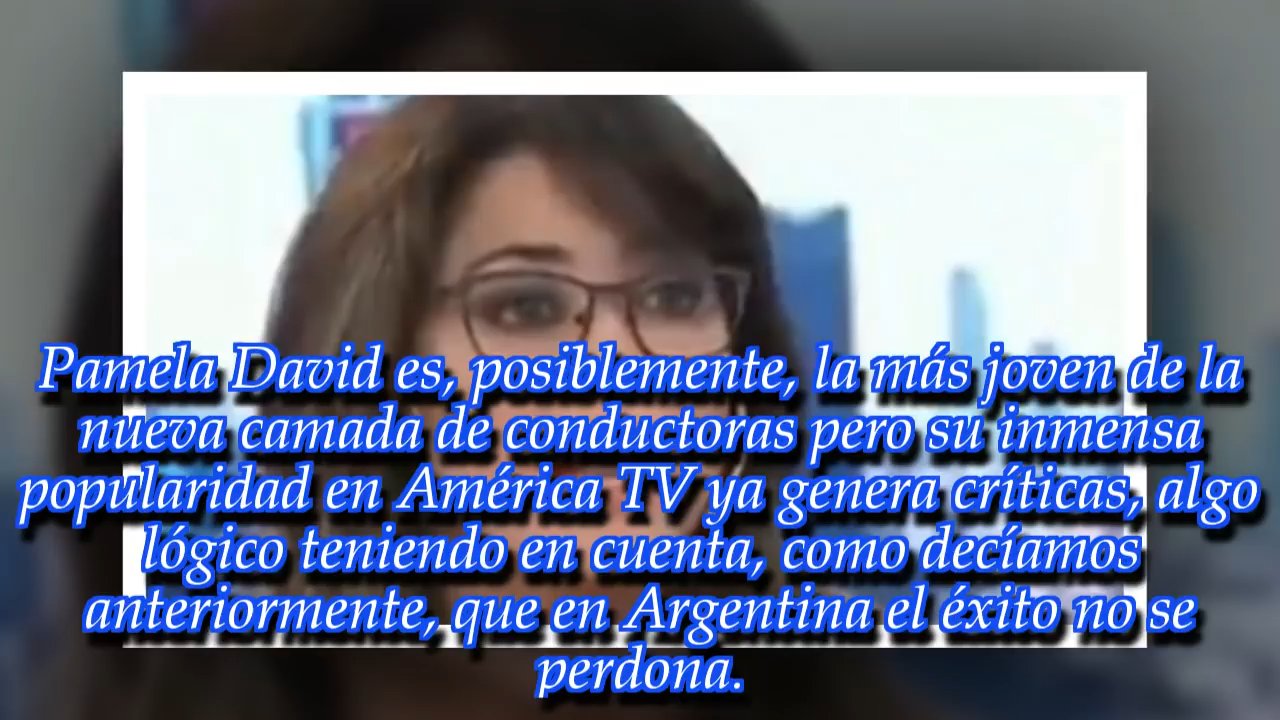 Pamela David es, posiblemente, la más joven de la
nueva camada de conductoras pero su inmensa
popularidad en América TV ya genera críticas, algo
lógico teniendo en cuenta, como decíamos
anteriormente, que en Argentina el éxito no se
perdona.